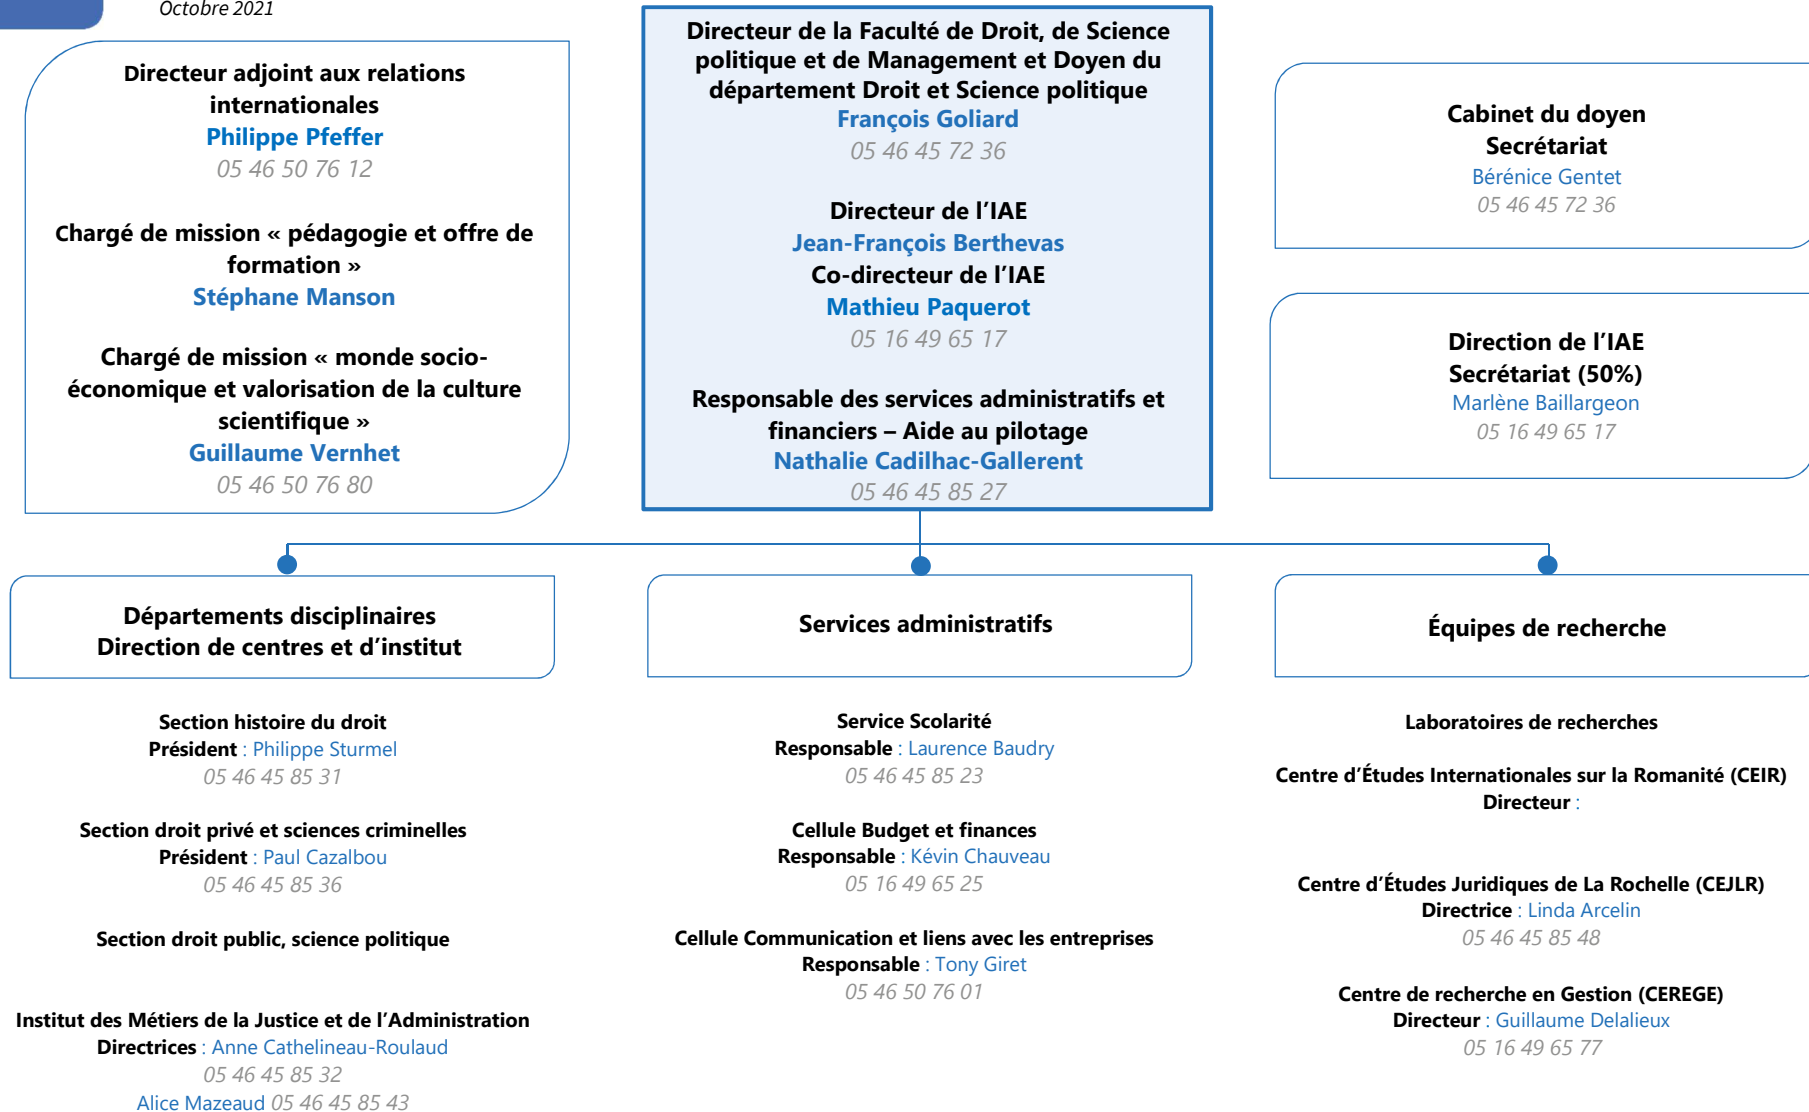 Octobre 2021
Directeur adjoint aux relations
internationales
Philippe Pfeffer
05 46 50 76 12
Chargé de mission « pédagogie et offre de
formation »
Stéphane Manson
Chargé de mission « monde socio-
économique et valorisation de la culture
scientifique »
Guillaume Vernhet
05 46 50 76 80
Directeur de la Faculté de Droit, de Science
politique et de Management et Doyen du
département Droit et Science politique
François Goliard
05 46 45 72 36
Directeur de l’IAE
Jean-François Berthevas
Co-directeur de l’IAE
Mathieu Paquerot
05 16 49 65 17
Responsable des services administratifs et
financiers – Aide au pilotage
Nathalie Cadilhac-Gallerent
05 46 45 85 27
Cabinet du doyen
Secrétariat
Bérénice Gentet
05 46 45 72 36
Direction de l’IAE
Secrétariat (50%)
Marlène Baillargeon
05 16 49 65 17
Départements disciplinaires
Direction de centres et d’institut
Section histoire du droit
Président : Philippe Sturmel
05 46 45 85 31
Section droit privé et sciences criminelles
Président : Paul Cazalbou
05 46 45 85 36
Section droit public, science politique
Institut des Métiers de la Justice et de l’Administration
Directrices : Anne Cathelineau-Roulaud
05 46 45 85 32
Alice Mazeaud 05 46 45 85 43
Services administratifs
Service Scolarité
Responsable : Laurence Baudry
05 46 45 85 23
Cellule Budget et finances
Responsable : Kévin Chauveau
05 16 49 65 25
Cellule Communication et liens avec les entreprises
Responsable : Tony Giret
05 46 50 76 01
Équipes de recherche
Laboratoires de recherches
Centre d’Études Internationales sur la Romanité (CEIR)
Directeur :
Centre d’Études Juridiques de La Rochelle (CEJLR)
Directrice : Linda Arcelin
05 46 45 85 48
Centre de recherche en Gestion (CEREGE)
Directeur : Guillaume Delalieux
05 16 49 65 77